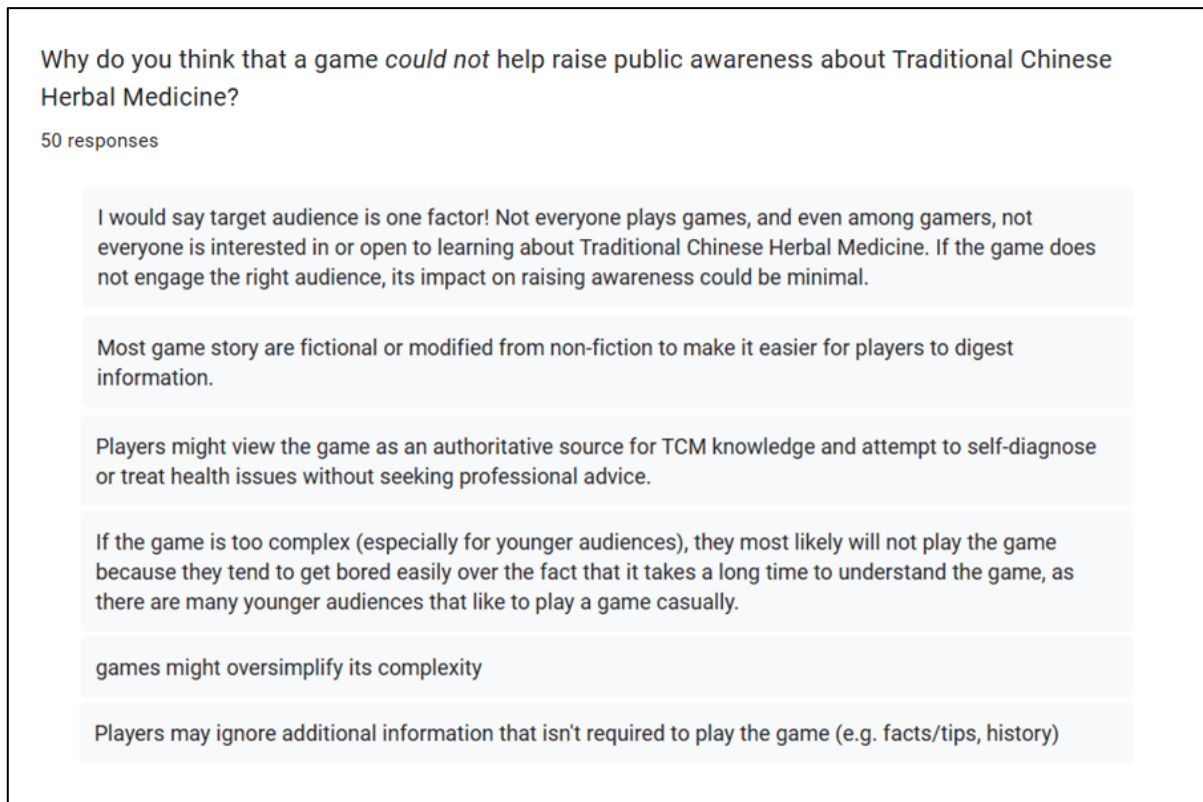 Why do you think that a game could not help raise public awareness about Traditional Chinese
Herbal Medicine?
50 responses
I would say target audience is one factor! Not everyone plays games, and even among gamers, not
everyone is interested in or open to learning about Traditional Chinese Herbal Medicine. If the game does
not engage the right audience, its impact on raising awareness could be minimal.
Most game story are fictional or modified from non-fiction to make it easier for players to digest
information.
Players might view the game as an authoritative source for TCM knowledge and attempt to self-diagnose
or treat health issues without seeking professional advice.
If the game is too complex (especially for younger audiences), they most likely will not play the game
because they tend to get bored easily over the fact that it takes a long time to understand the game, as
there are many younger audiences that like to play a game casually.
games might oversimplify its complexity
Players may ignore additional information that isn't required to play the game (e.g. facts/tips, history)